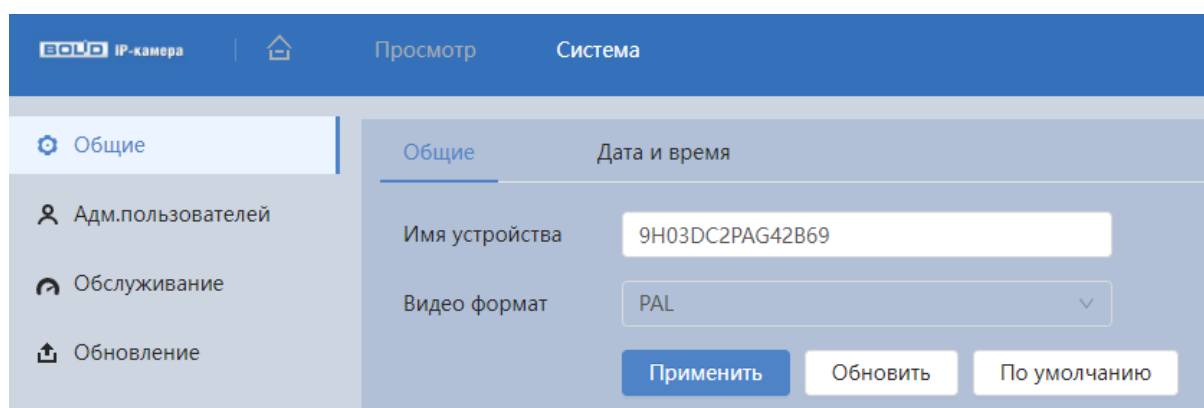 BOLID IP-камера Просмотр Система
Общие
Адм.пользователей
Обслуживание
Обновление
Общие Дата и время
Имя устройства 9H03DC2PAG42B69
Видео формат PAL
Применить Обновить По умолчанию